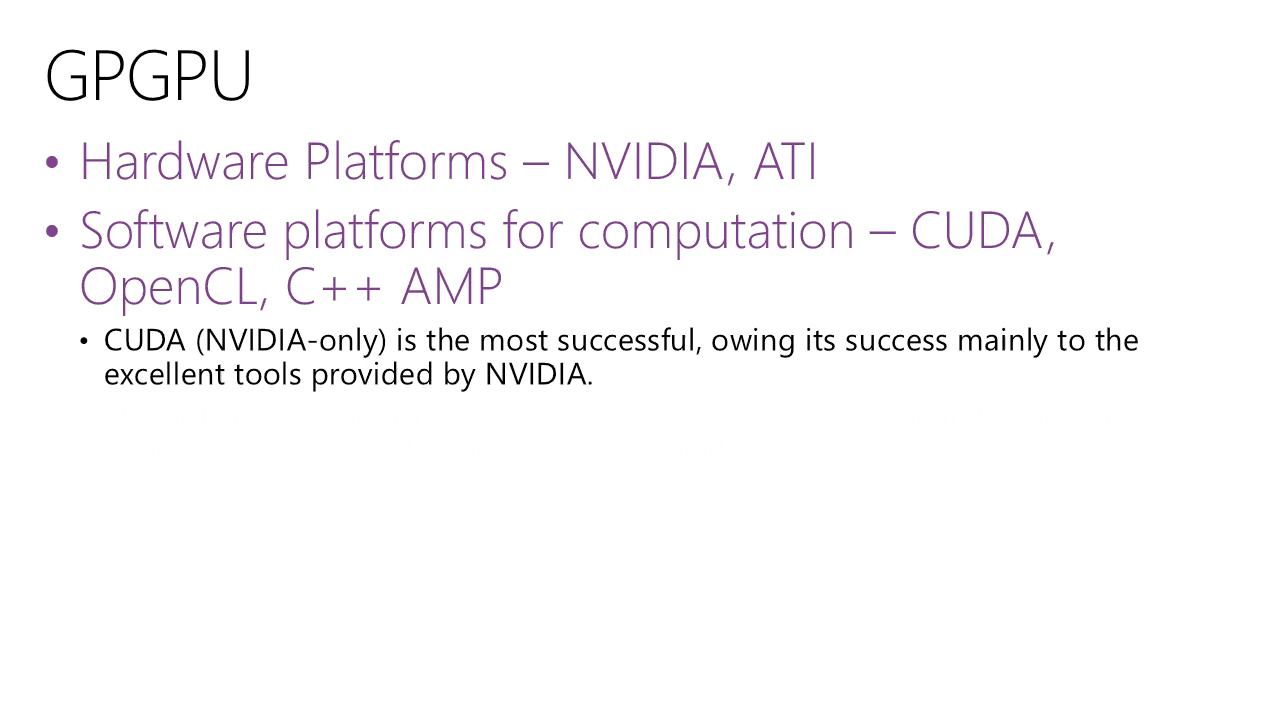 GPGPU
• Hardware Platforms – NVIDIA, ATI
• Software platforms for computation – CUDA,
OpenCL, C++ AMP
• CUDA (NVIDIA-only) is the most successful, owing its success mainly to the
excellent tools provided by NVIDIA.